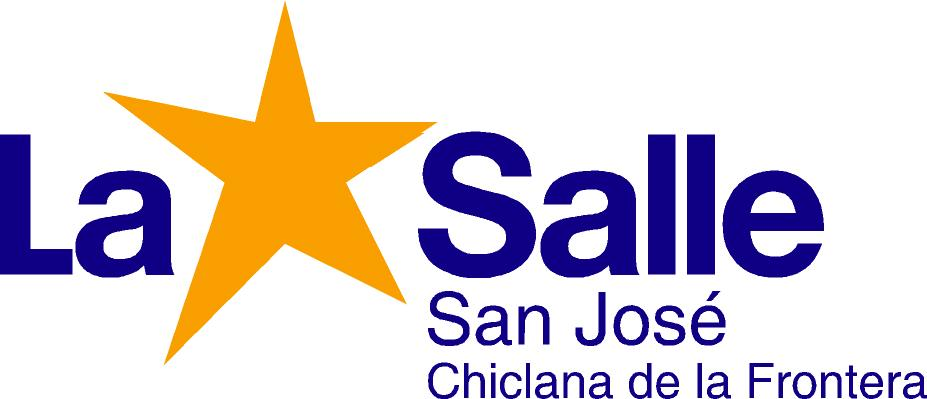 La Salle
San José
Chiclana de la Frontera